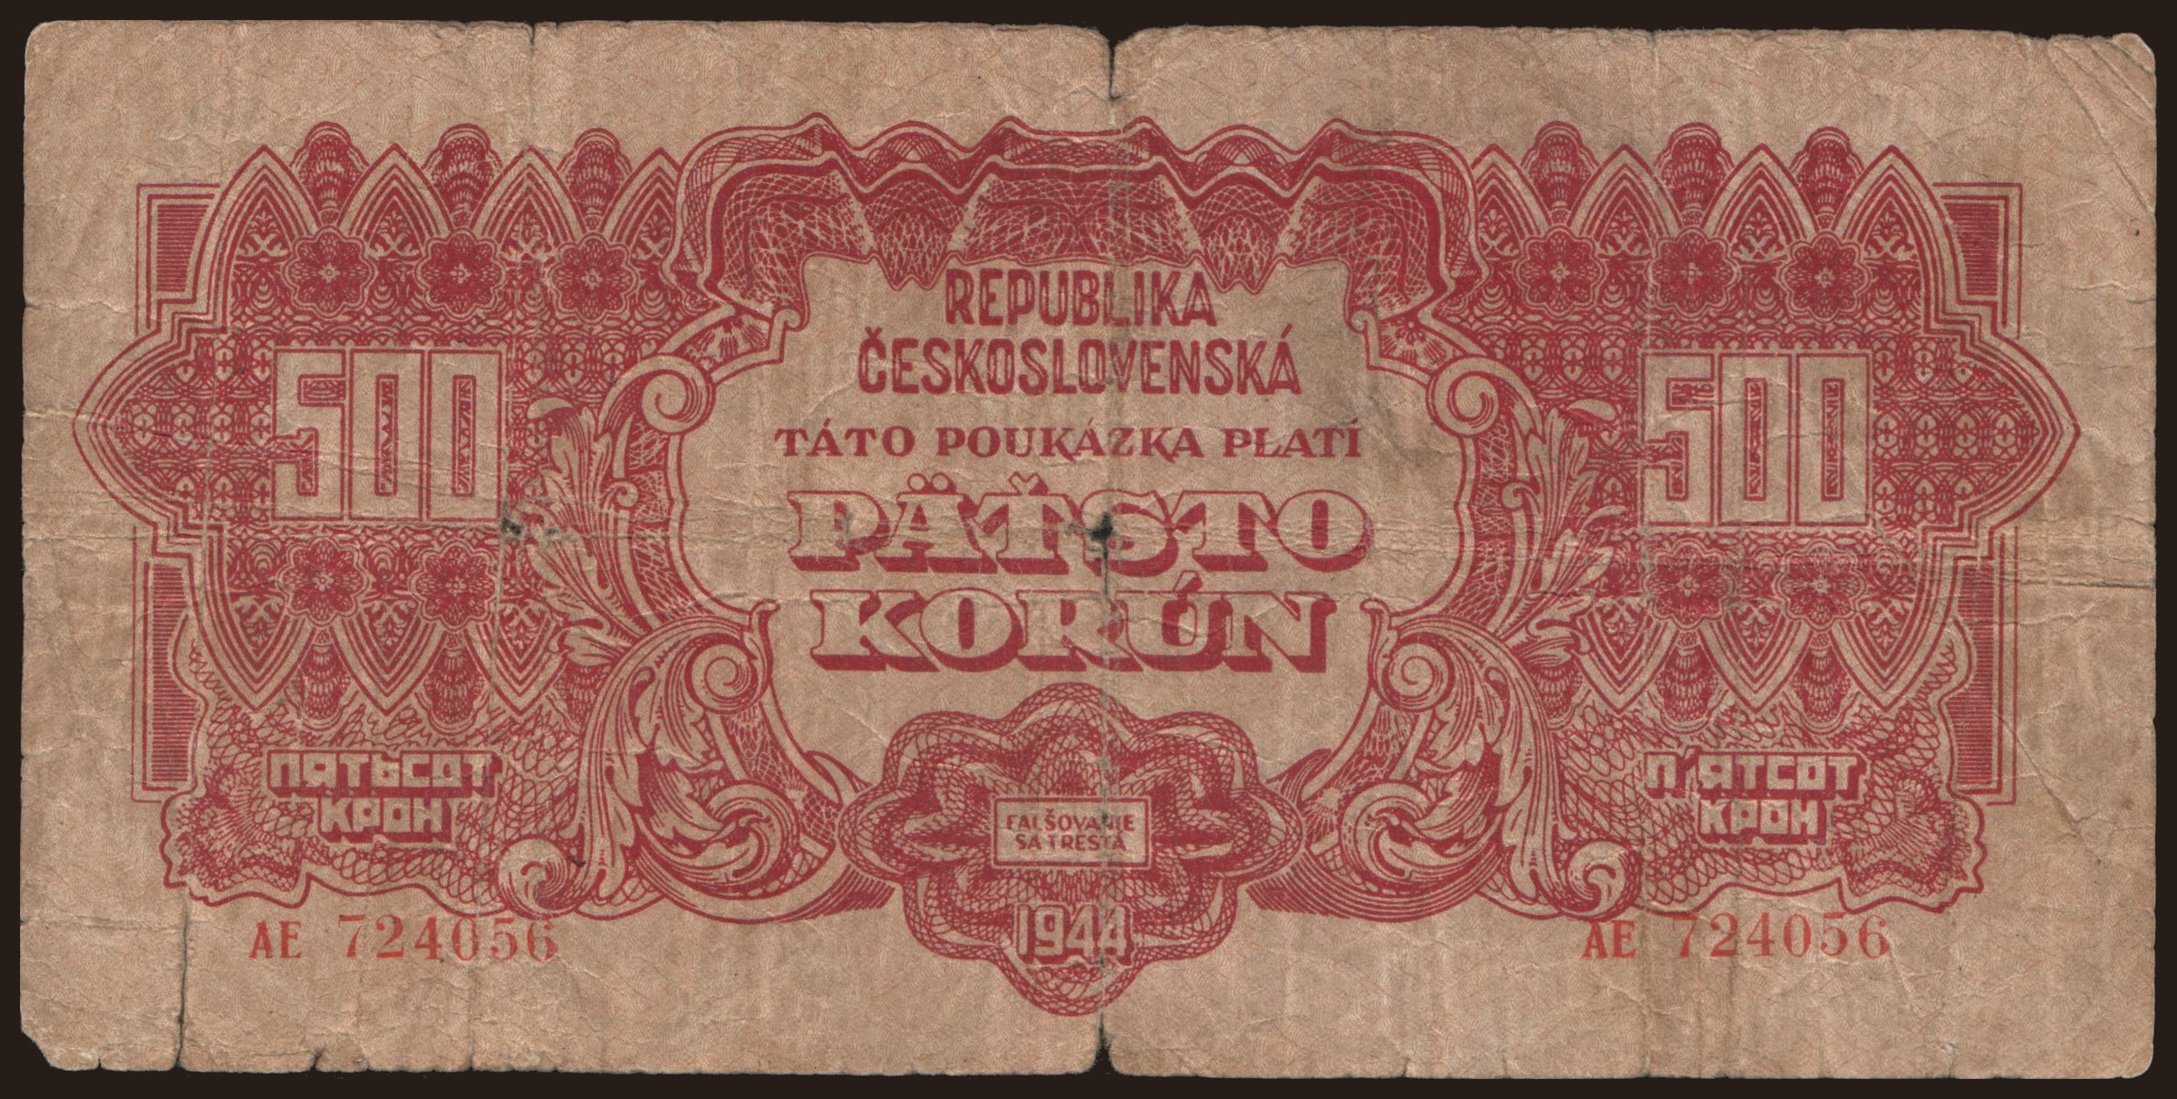 REPUBLIKA
ČESKOSLOVENSKÁ
TÁTO POUKÁZKA PLATÍ
PÄŤSTO
KORÚN
500
500
ПЯТЬСОТ
КРОН
П'ЯТСОТ
КРОН
FALŠOVANIE
SA TRESTÁ
1944
AE 724056
AE 724056